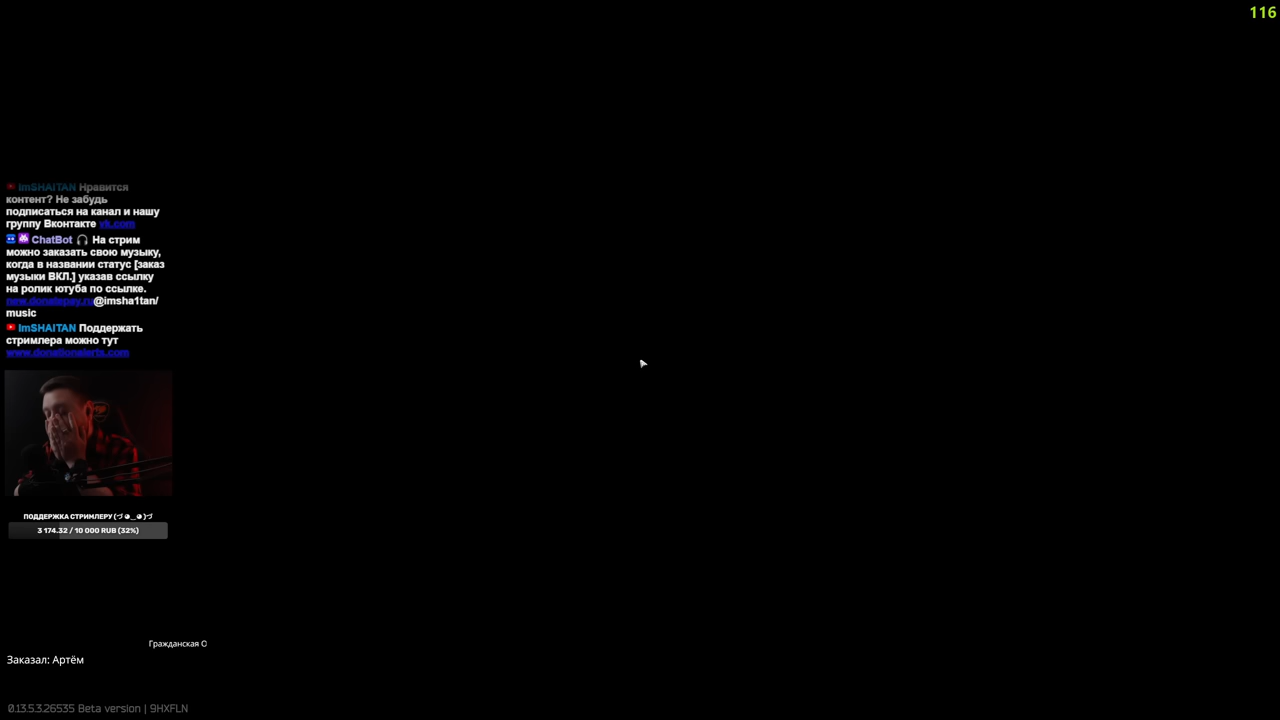 116
ImSHAITAN Нравится
контент? Не забудь
подписаться на канал и нашу
группу Вконтакте vk.com
ChatBot 🎧 На стрим
можно заказать свою музыку,
когда в названии статус [заказ
музыки ВКЛ.] указав ссылку
на ролик ютуба по ссылке.
new.donatepay.ru@imsha1tan/
music
ImSHAITAN Поддержать
стримлера можно тут
www.donationalerts.com
ПОДДЕРЖКА СТРИМЛЕРУ (づ◕‿◕)づ
3 174.32 / 10 000 RUB (32%)
Гражданская О
Заказал: Артём
0.13.5.3.26535 Beta version | 9HXFLN